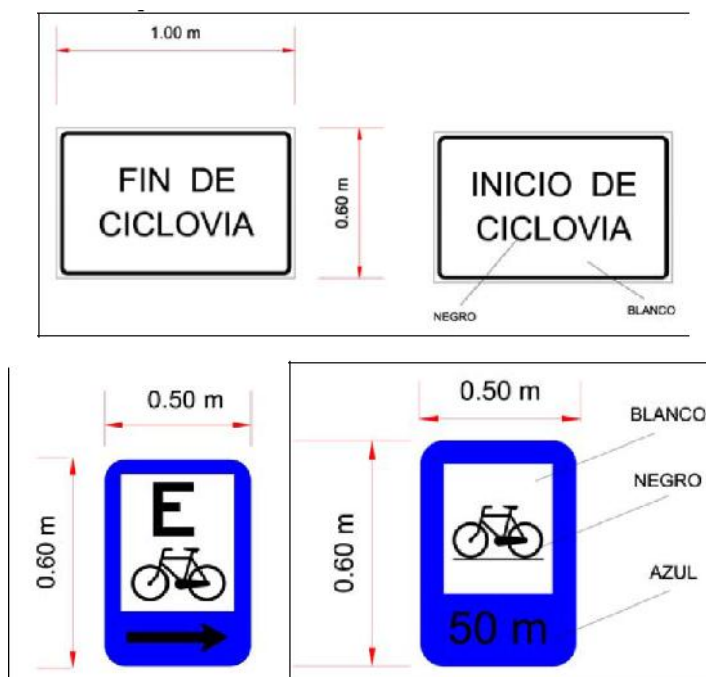 1.00 m
FIN DE
CICLOVIA
0.60 m
INICIO DE
CICLOVIA
NEGRO
BLANCO
0.50 m
0.60 m
E
0.50 m
0.60 m
50 m
BLANCO
NEGRO
AZUL